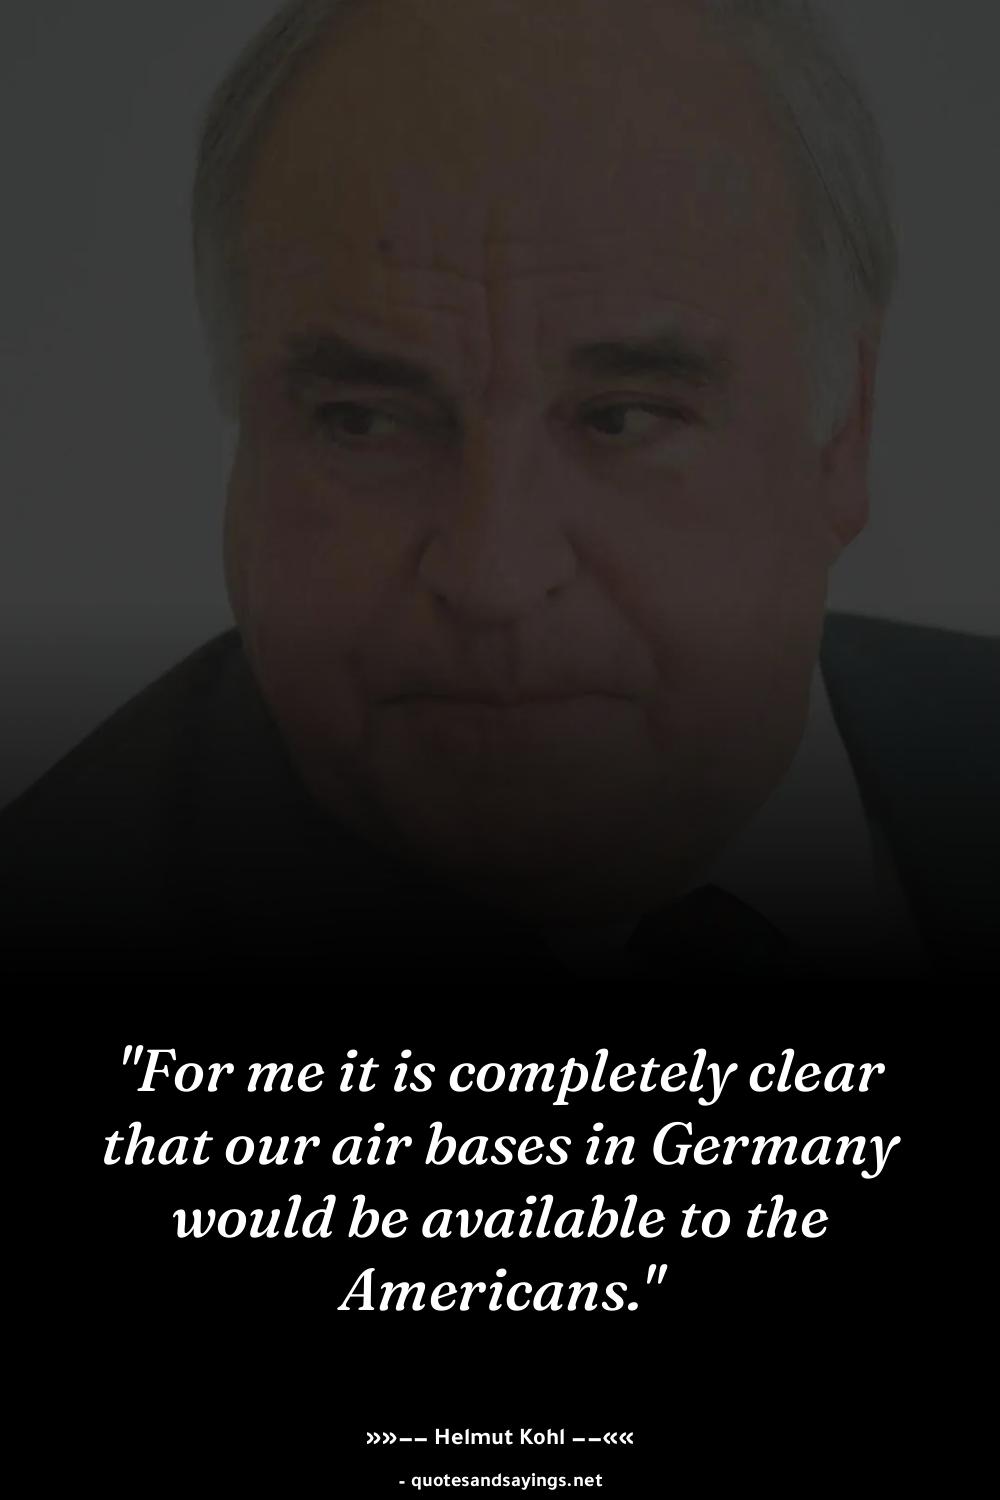 "For me it is completely clear
that our air bases in Germany
would be available to the
Americans."
»»−− Helmut Kohl −−««
- quotesandsayings.net